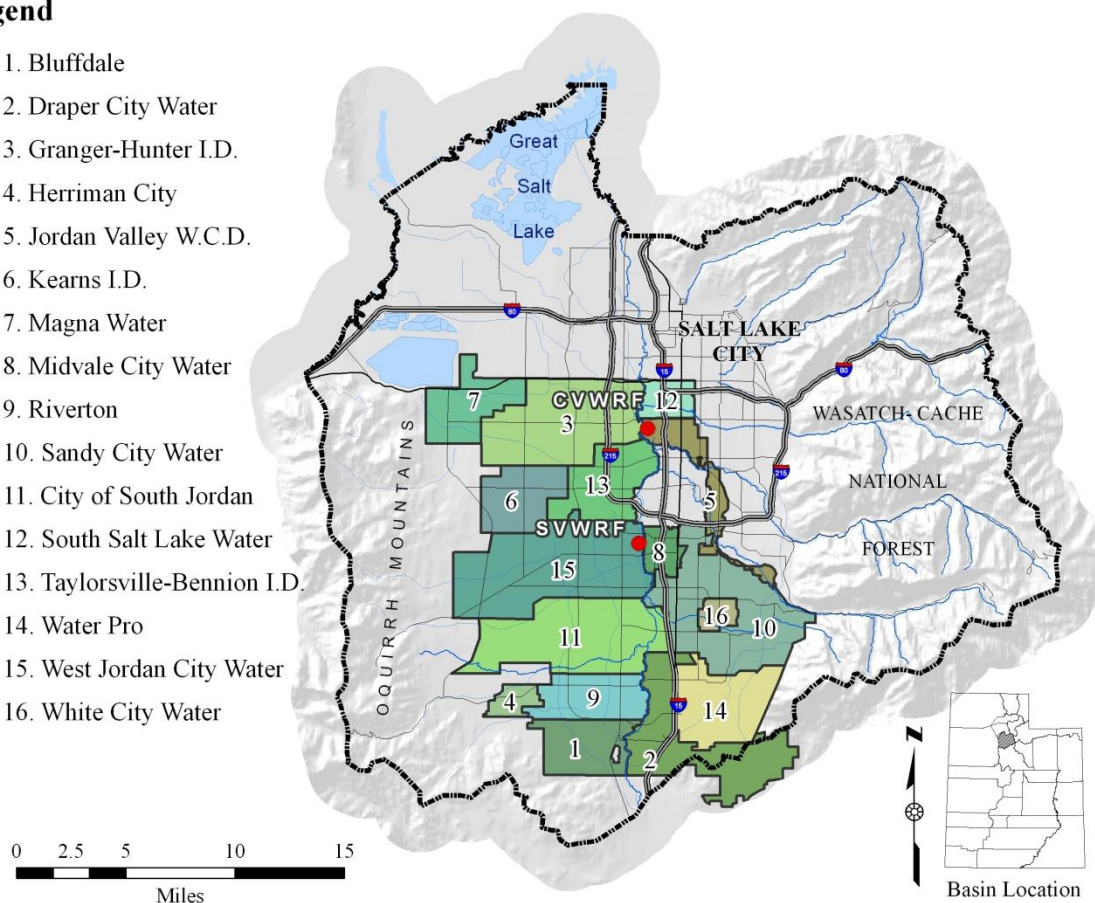 gend
1. Bluffdale
2. Draper City Water
3. Granger-Hunter I.D.
4. Herriman City
5. Jordan Valley W.C.D.
6. Kearns I.D.
7. Magna Water
8. Midvale City Water
9. Riverton
10. Sandy City Water
11. City of South Jordan
12. South Salt Lake Water
13. Taylorsville-Bennion I.D.
14. Water Pro
15. West Jordan City Water
16. White City Water
Great
Salt
Lake
80
SALT LAKE
CITY
15
80
7
CVWRF
12
3
WASATCH- CACHE
215
215
NATIONAL
13
6
5
FOREST
SVWRF
8
15
16
10
11
OQUIRRH MOUNTAINS
4
9
15
14
1
2
N
0 2.5 5 10 15
Miles
Basin Location